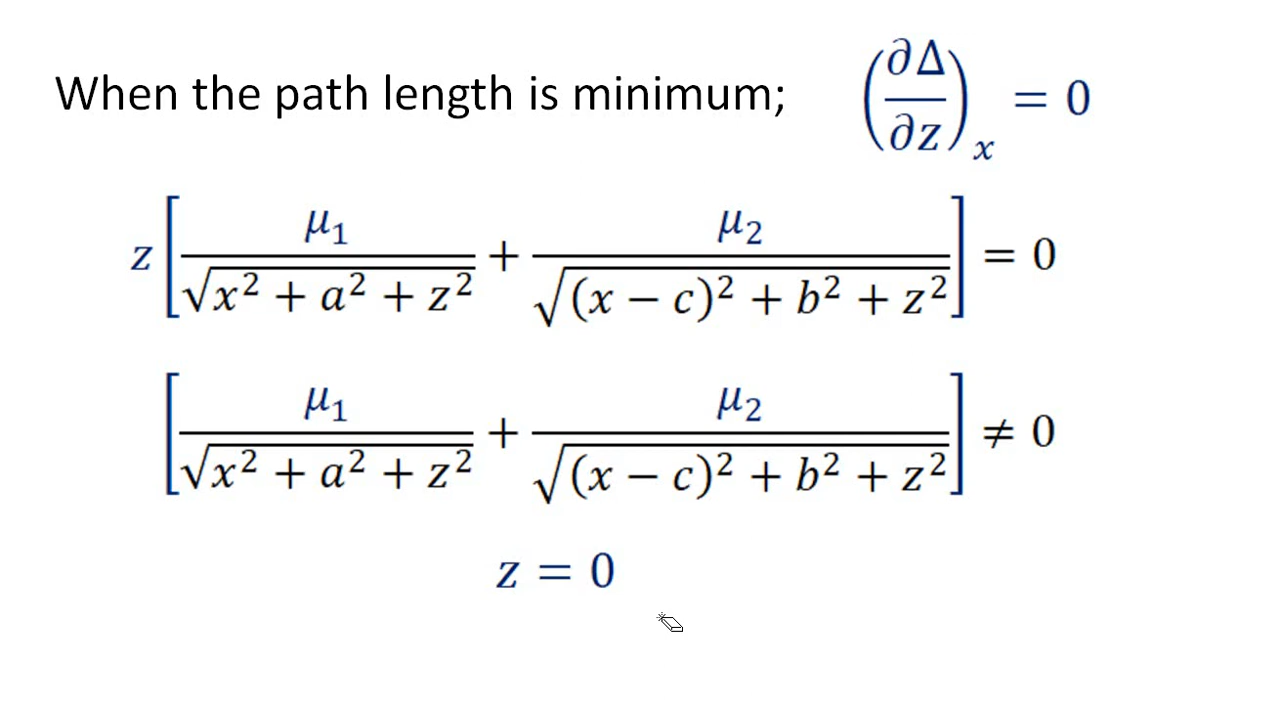 When the path length is minimum; (∂Δ/∂z)ₓ = 0
z [μ₁/√(x² + a² + z²) + μ₂/√((x − c)² + b² + z²)] = 0
[μ₁/√(x² + a² + z²) + μ₂/√((x − c)² + b² + z²)] ≠ 0
z = 0